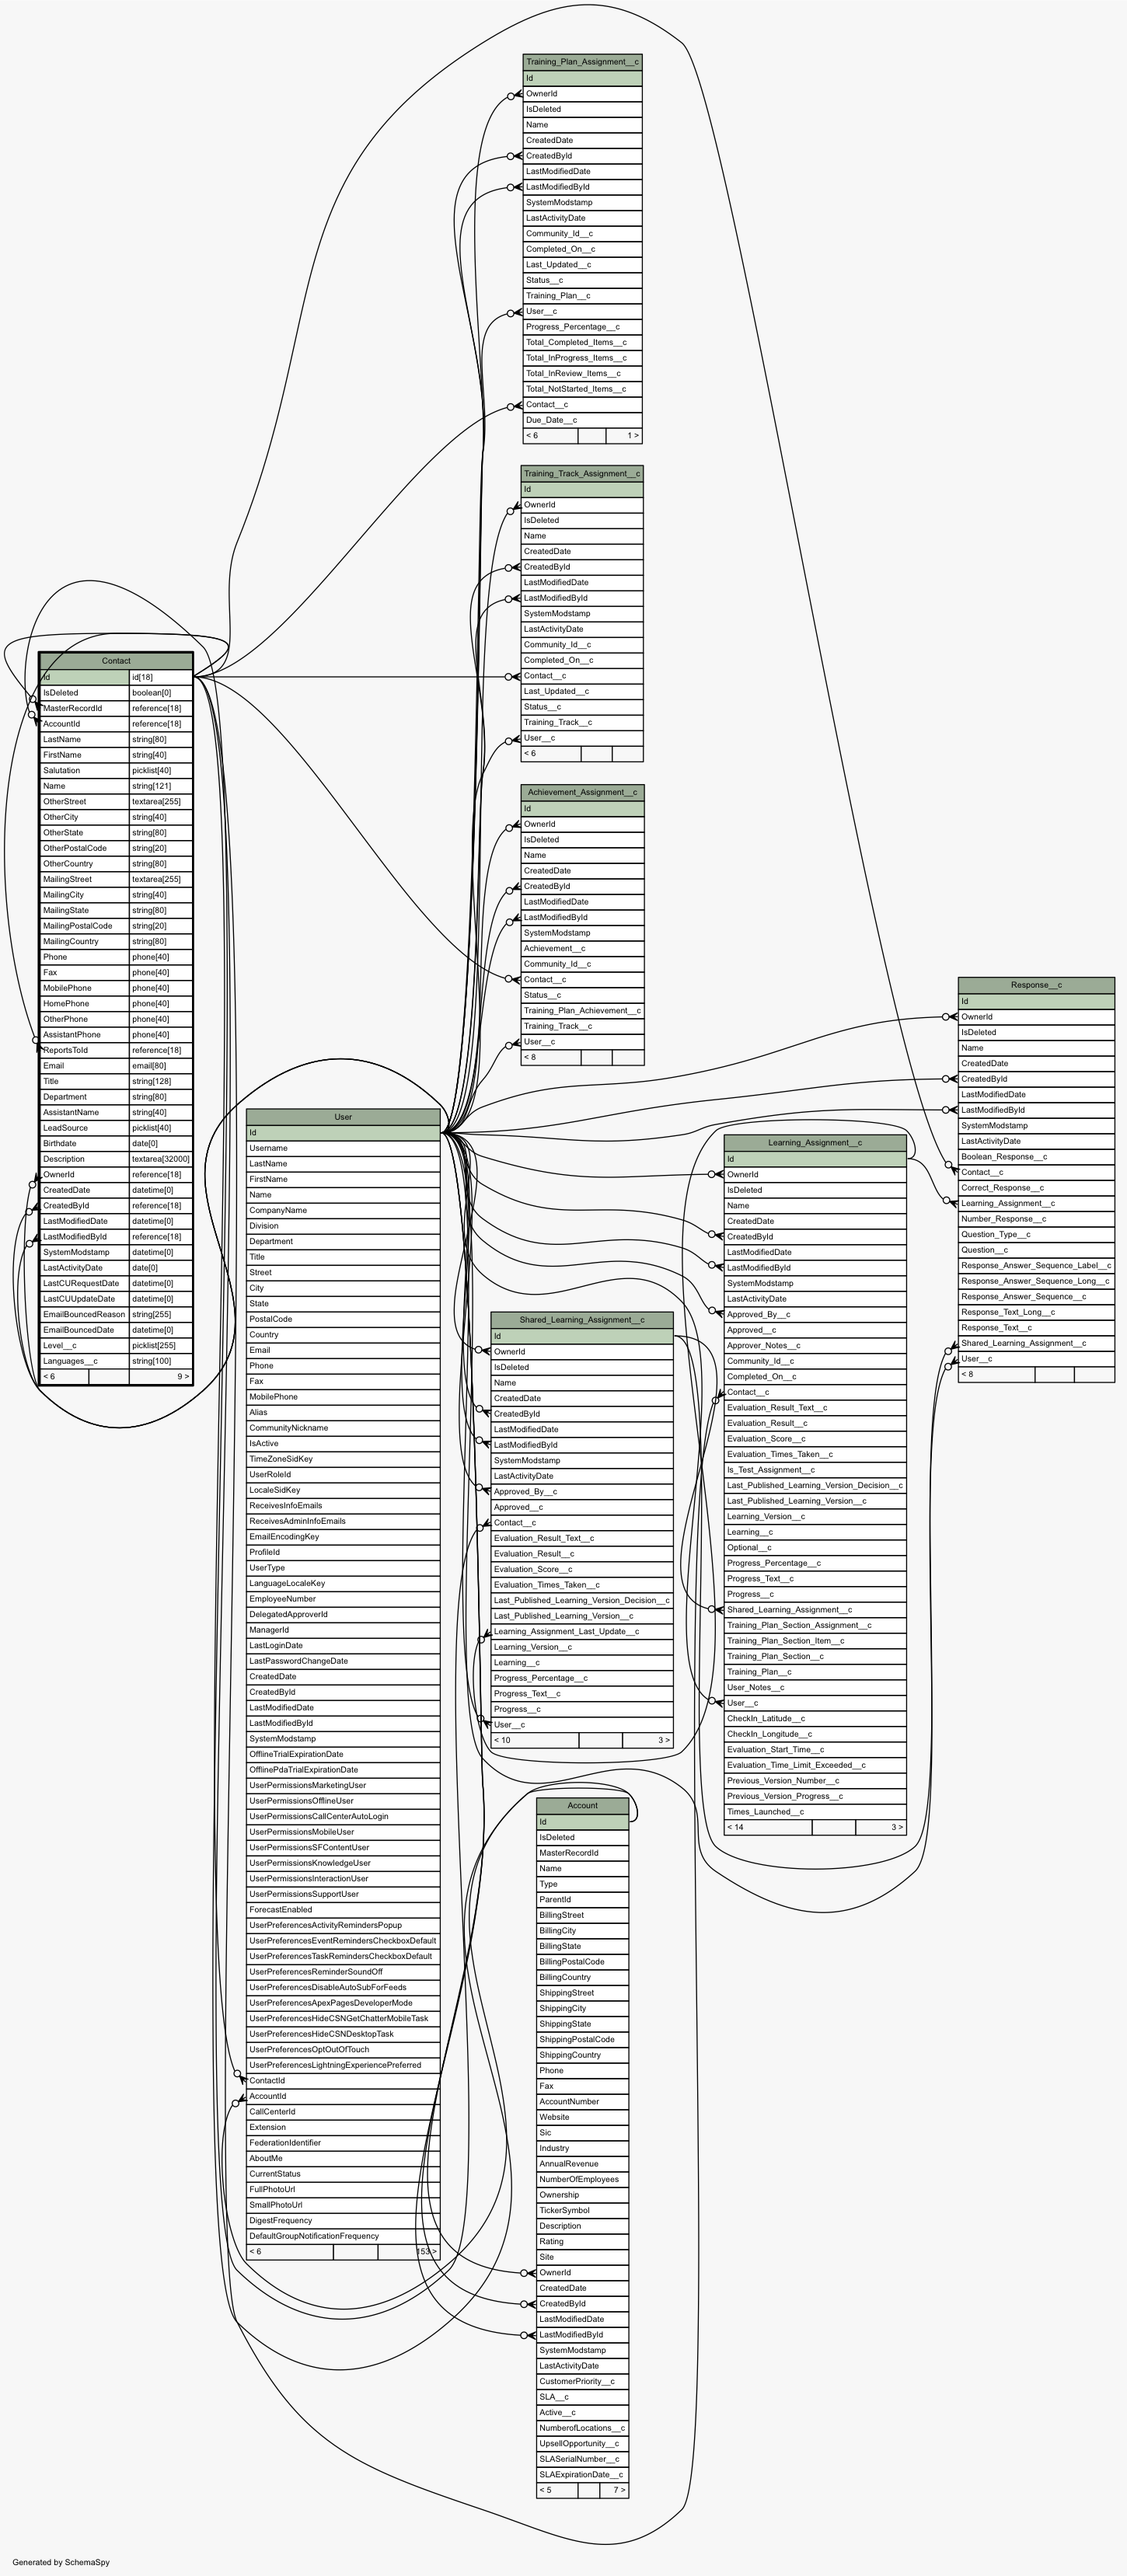 Training_Plan_Assignment__c
Id
OwnerId
IsDeleted
Name
CreatedDate
CreatedById
LastModifiedDate
LastModifiedById
SystemModstamp
LastActivityDate
Community_Id__c
Completed_On__c
Last_Updated__c
Status__c
Training_Plan__c
User__c
Progress_Percentage__c
Total_Completed_Items__c
Total_InProgress_Items__c
Total_InReview_Items__c
Total_NotStarted_Items__c
Contact__c
Due_Date__c
< 6 1 >
Training_Track_Assignment__c
Id
OwnerId
IsDeleted
Name
CreatedDate
CreatedById
LastModifiedDate
LastModifiedById
SystemModstamp
LastActivityDate
Community_Id__c
Completed_On__c
Contact__c
Last_Updated__c
Status__c
Training_Track__c
User__c
< 6
Contact
Id id[18]
IsDeleted boolean[0]
MasterRecordId reference[18]
AccountId reference[18]
LastName string[80]
FirstName string[40]
Salutation picklist[40]
Name string[121]
OtherStreet textarea[255]
OtherCity string[40]
OtherState string[80]
OtherPostalCode string[20]
OtherCountry string[80]
MailingStreet textarea[255]
MailingCity string[40]
MailingState string[80]
MailingPostalCode string[20]
MailingCountry string[80]
Phone phone[40]
Fax phone[40]
MobilePhone phone[40]
HomePhone phone[40]
OtherPhone phone[40]
AssistantPhone phone[40]
ReportsToId reference[18]
Email email[80]
Title string[128]
Department string[80]
AssistantName string[40]
LeadSource picklist[40]
Birthdate date[0]
Description textarea[32000]
OwnerId reference[18]
CreatedDate datetime[0]
CreatedById reference[18]
LastModifiedDate datetime[0]
LastModifiedById reference[18]
SystemModstamp datetime[0]
LastActivityDate date[0]
LastCURequestDate datetime[0]
LastCUUpdateDate datetime[0]
EmailBouncedReason string[255]
EmailBouncedDate datetime[0]
Level__c picklist[255]
Languages__c string[100]
< 6 9 >
Achievement_Assignment__c
Id
OwnerId
IsDeleted
Name
CreatedDate
CreatedById
LastModifiedDate
LastModifiedById
SystemModstamp
Achievement__c
Community_Id__c
Contact__c
Status__c
Training_Plan_Achievement__c
Training_Track__c
User__c
< 8
Response__c
Id
OwnerId
IsDeleted
Name
CreatedDate
CreatedById
LastModifiedDate
LastModifiedById
SystemModstamp
LastActivityDate
Boolean_Response__c
Contact__c
Correct_Response__c
Learning_Assignment__c
Number_Response__c
Question_Type__c
Question__c
Response_Answer_Sequence_Label__c
Response_Answer_Sequence_Long__c
Response_Answer_Sequence__c
Response_Text_Long__c
Response_Text__c
Shared_Learning_Assignment__c
User__c
< 8
User
Id
Username
LastName
FirstName
Name
CompanyName
Division
Department
Title
Street
City
State
PostalCode
Country
Email
Phone
Fax
MobilePhone
Alias
CommunityNickname
IsActive
TimeZoneSidKey
UserRoleId
LocaleSidKey
ReceivesInfoEmails
ReceivesAdminInfoEmails
EmailEncodingKey
ProfileId
UserType
LanguageLocaleKey
EmployeeNumber
DelegatedApproverId
ManagerId
LastLoginDate
LastPasswordChangeDate
CreatedDate
CreatedById
LastModifiedDate
LastModifiedById
SystemModstamp
OfflineTrialExpirationDate
OfflinePdaTrialExpirationDate
UserPermissionsMarketingUser
UserPermissionsOfflineUser
UserPermissionsCallCenterAutoLogin
UserPermissionsMobileUser
UserPermissionsSFContentUser
UserPermissionsKnowledgeUser
UserPermissionsInteractionUser
UserPermissionsSupportUser
ForecastEnabled
UserPreferencesActivityRemindersPopup
UserPreferencesEventRemindersCheckboxDefault
UserPreferencesTaskRemindersCheckboxDefault
UserPreferencesReminderSoundOff
UserPreferencesDisableAutoSubForFeeds
UserPreferencesApexPagesDeveloperMode
UserPreferencesHideCSNGetChatterMobileTask
UserPreferencesHideCSNDesktopTask
UserPreferencesOptOutOfTouch
UserPreferencesLightningExperiencePreferred
ContactId
AccountId
CallCenterId
Extension
FederationIdentifier
AboutMe
CurrentStatus
FullPhotoUrl
SmallPhotoUrl
DigestFrequency
DefaultGroupNotificationFrequency
< 6 153 >
Learning_Assignment__c
Id
OwnerId
IsDeleted
Name
CreatedDate
CreatedById
LastModifiedDate
LastModifiedById
SystemModstamp
LastActivityDate
Approved_By__c
Approved__c
Approver_Notes__c
Community_Id__c
Completed_On__c
Contact__c
Evaluation_Result_Text__c
Evaluation_Result__c
Evaluation_Score__c
Evaluation_Times_Taken__c
Is_Test_Assignment__c
Last_Published_Learning_Version_Decision__c
Last_Published_Learning_Version__c
Learning_Version__c
Learning__c
Optional__c
Progress_Percentage__c
Progress_Text__c
Progress__c
Shared_Learning_Assignment__c
Training_Plan_Section_Assignment__c
Training_Plan_Section_Item__c
Training_Plan_Section__c
Training_Plan__c
User_Notes__c
User__c
CheckIn_Latitude__c
CheckIn_Longitude__c
Evaluation_Start_Time__c
Evaluation_Time_Limit_Exceeded__c
Previous_Version_Number__c
Previous_Version_Progress__c
Times_Launched__c
< 14 3 >
Shared_Learning_Assignment__c
Id
OwnerId
IsDeleted
Name
CreatedDate
CreatedById
LastModifiedDate
LastModifiedById
SystemModstamp
LastActivityDate
Approved_By__c
Approved__c
Contact__c
Evaluation_Result_Text__c
Evaluation_Result__c
Evaluation_Score__c
Evaluation_Times_Taken__c
Last_Published_Learning_Version_Decision__c
Last_Published_Learning_Version__c
Learning_Assignment_Last_Update__c
Learning_Version__c
Learning__c
Progress_Percentage__c
Progress_Text__c
Progress__c
User__c
< 10 3 >
Account
Id
IsDeleted
MasterRecordId
Name
Type
ParentId
BillingStreet
BillingCity
BillingState
BillingPostalCode
BillingCountry
ShippingStreet
ShippingCity
ShippingState
ShippingPostalCode
ShippingCountry
Phone
Fax
AccountNumber
Website
Sic
Industry
AnnualRevenue
NumberOfEmployees
Ownership
TickerSymbol
Description
Rating
Site
OwnerId
CreatedDate
CreatedById
LastModifiedDate
LastModifiedById
SystemModstamp
LastActivityDate
CustomerPriority__c
SLA__c
Active__c
NumberofLocations__c
UpsellOpportunity__c
SLASerialNumber__c
SLAExpirationDate__c
< 5 7 >
Generated by SchemaSpy